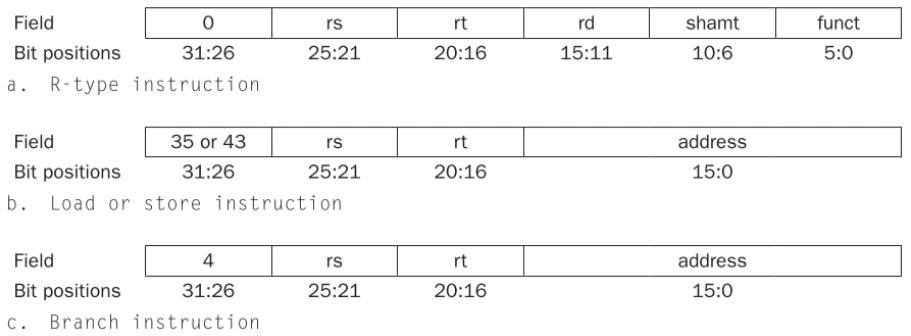 Field 0 rs rt rd shamt funct
Bit positions 31:26 25:21 20:16 15:11 10:6 5:0
a. R-type instruction
Field 35 or 43 rs rt address
Bit positions 31:26 25:21 20:16 15:0
b. Load or store instruction
Field 4 rs rt address
Bit positions 31:26 25:21 20:16 15:0
c. Branch instruction